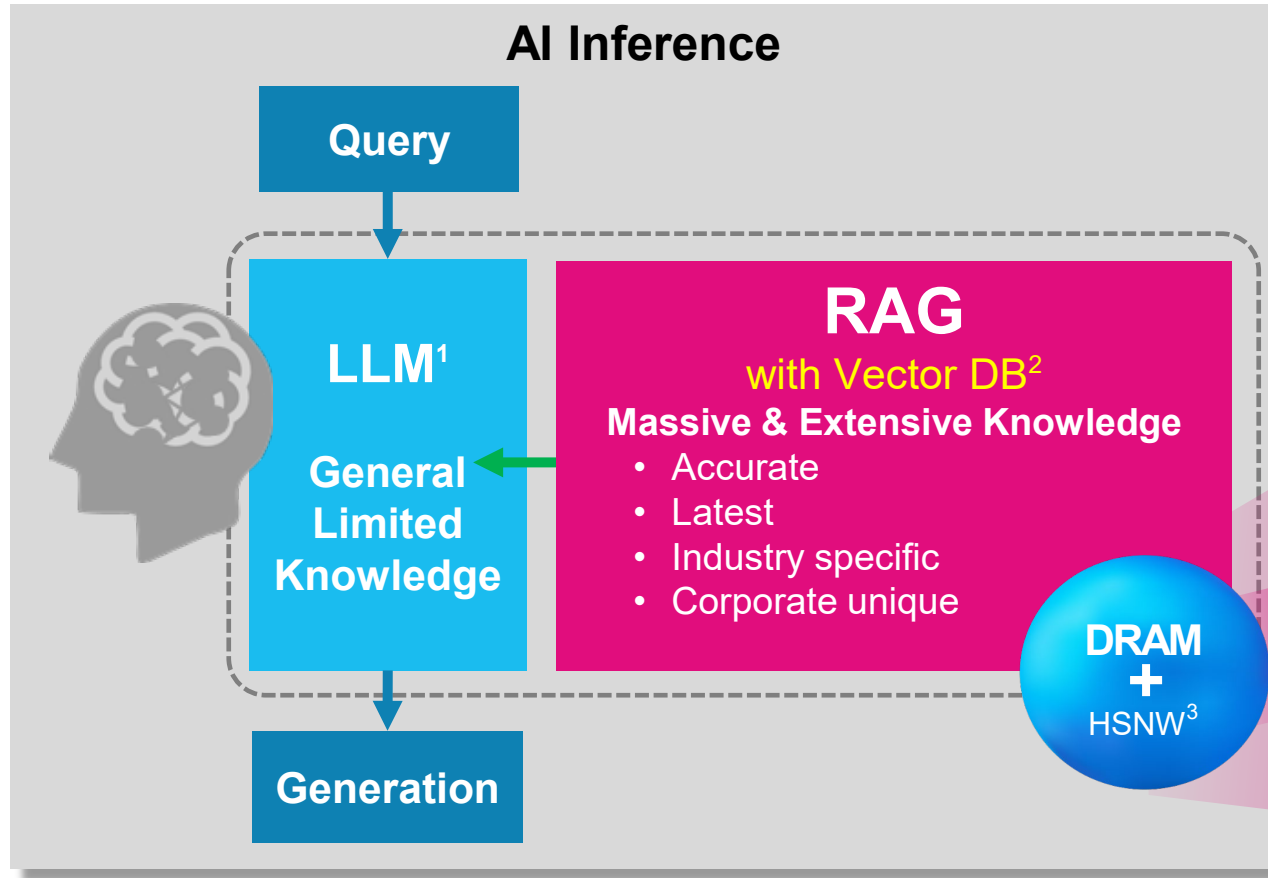 AI Inference
Query
LLM¹
General
Limited
Knowledge
RAG
with Vector DB²
Massive & Extensive Knowledge
• Accurate
• Latest
• Industry specific
• Corporate unique
DRAM
+
HSNW³
Generation